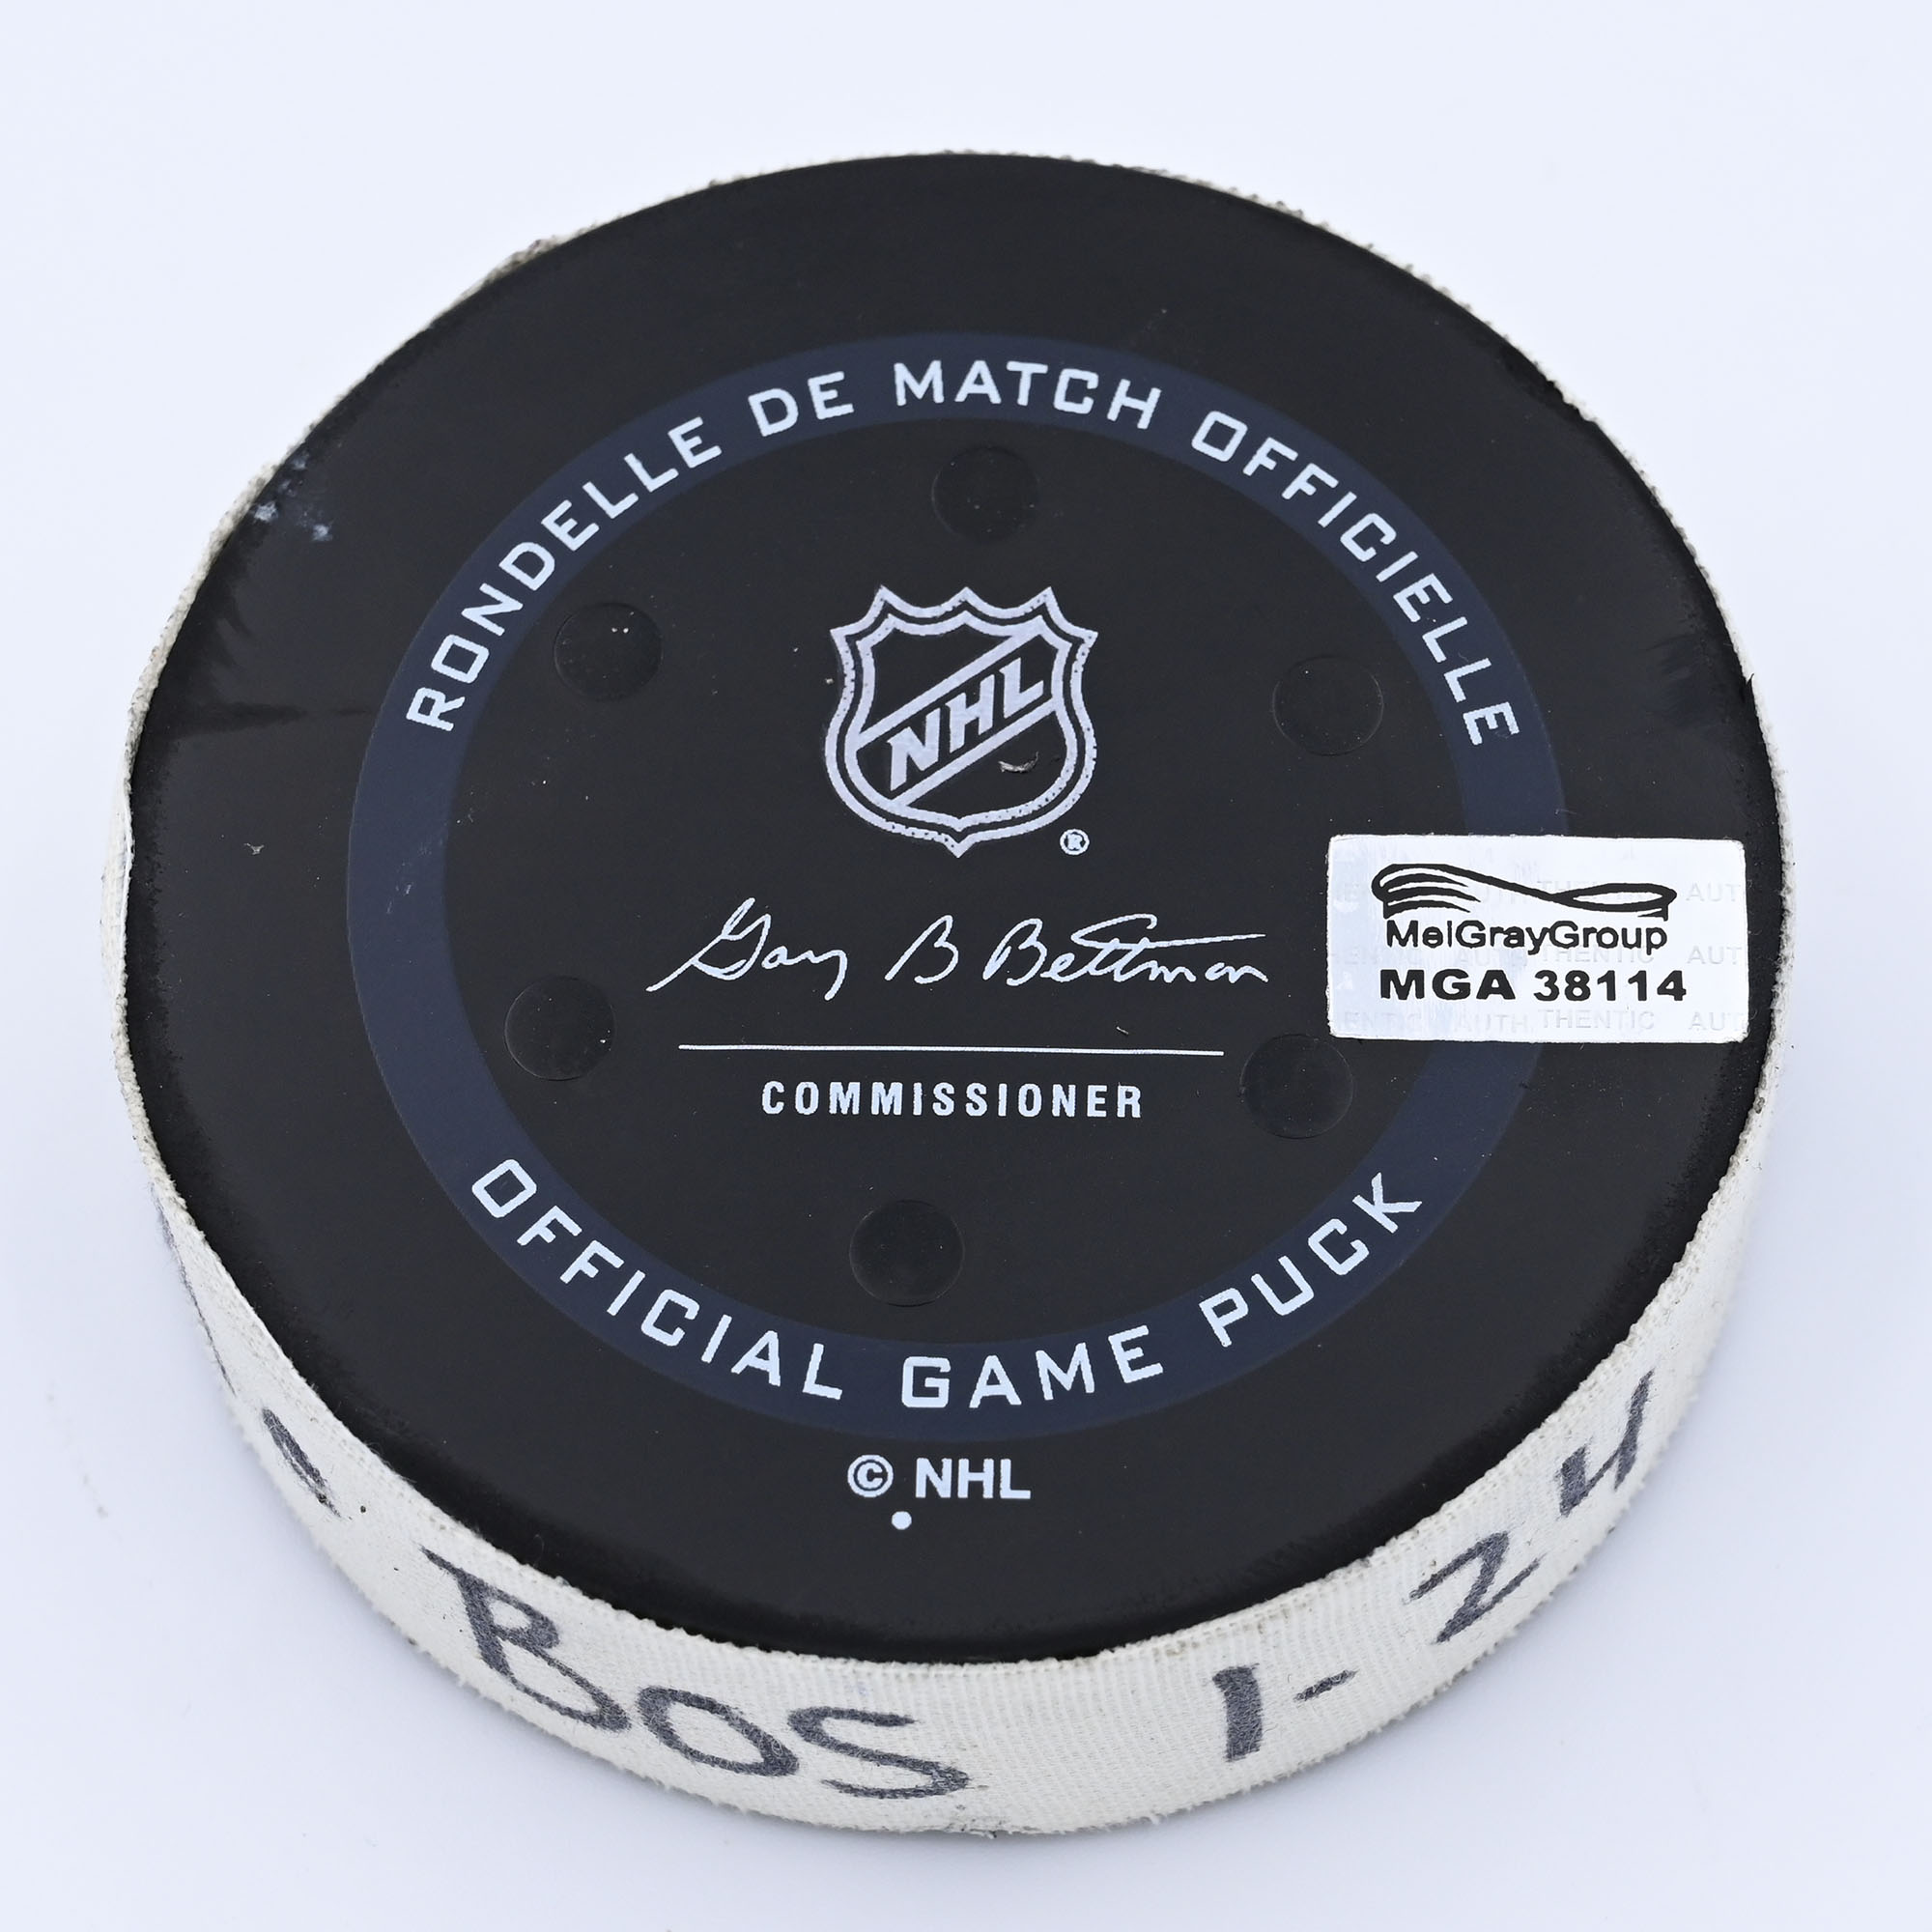 RONDELLE DE MATCH OFFICIELLE
NHL
®
Gary B Bettman
COMMISSIONER
MeiGrayGroup
MGA 38114
OFFICIAL GAME PUCK
© NHL
BOS 1-24